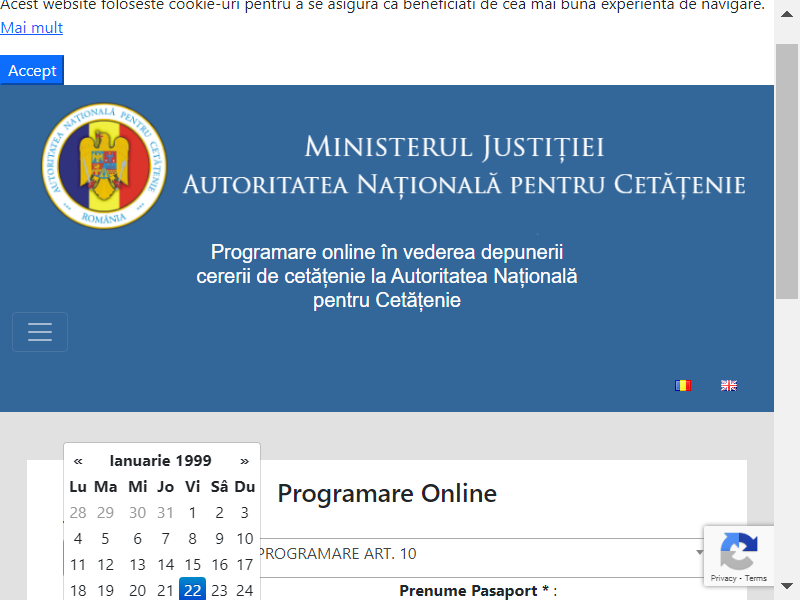 Acest website foloseste cookie-uri pentru a se asigura ca beneficiati de cea mai buna experienta de navigare.
Mai mult
Accept
AUTORITATEA NAȚIONALĂ PENTRU CETĂȚENIE
ROMÂNIA
MINISTERUL JUSTIȚIEI
AUTORITATEA NAȚIONALĂ PENTRU CETĂȚENIE
Programare online în vederea depunerii
cererii de cetățenie la Autoritatea Națională
pentru Cetățenie
« Ianuarie 1999 »
Lu Ma Mi Jo Vi Sâ Du
28 29 30 31 1 2 3
4 5 6 7 8 9 10
11 12 13 14 15 16 17
18 19 20 21 22 23 24
Programare Online
PROGRAMARE ART. 10
Prenume Pasaport * :
Privacy - Terms